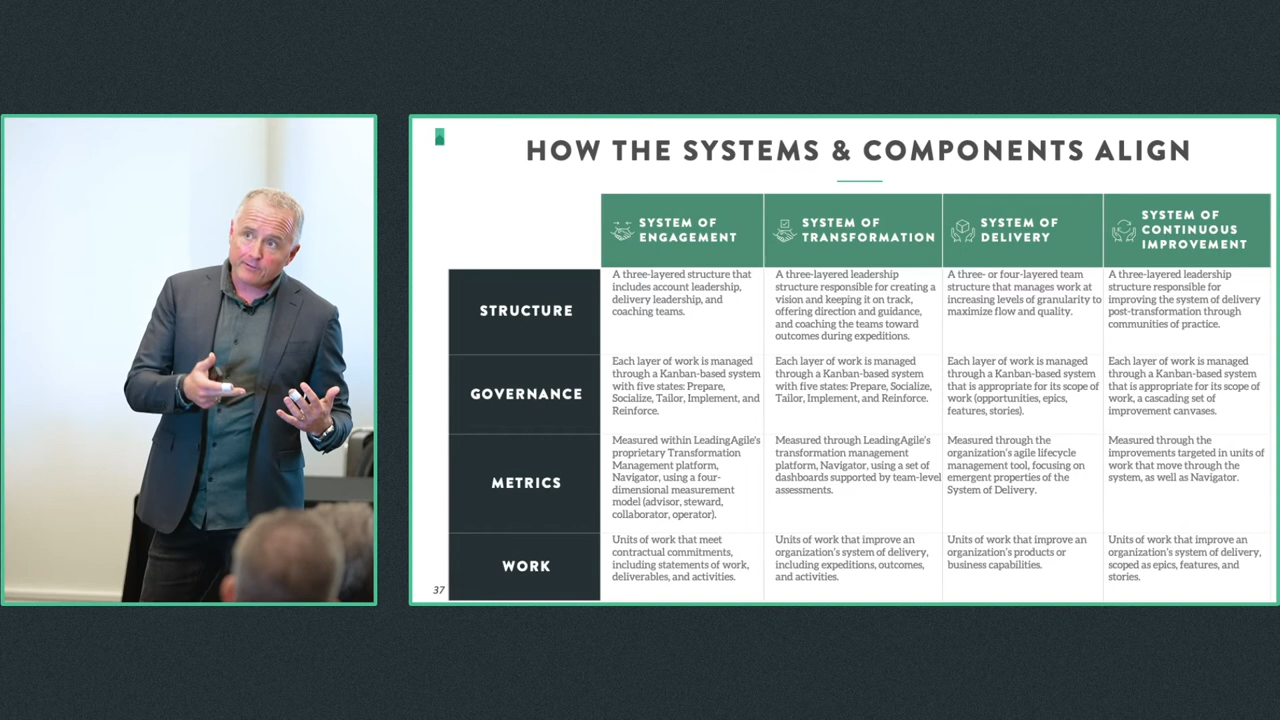 HOW THE SYSTEMS & COMPONENTS ALIGN
SYSTEM OF
ENGAGEMENT
SYSTEM OF
TRANSFORMATION
SYSTEM OF
DELIVERY
SYSTEM OF
CONTINUOUS
IMPROVEMENT
STRUCTURE
A three-layered structure that
includes account leadership,
delivery leadership, and
coaching teams.
A three-layered leadership
structure responsible for creating a
vision and keeping it on track,
offering direction and guidance,
and coaching the teams toward
outcomes during expeditions.
A three- or four-layered team
structure that manages work at
increasing levels of granularity to
maximize flow and quality.
A three-layered leadership
structure responsible for
improving the system of delivery
post-transformation through
communities of practice.
GOVERNANCE
Each layer of work is managed
through a Kanban-based system
with five states: Prepare,
Socialize, Tailor, Implement, and
Reinforce.
Each layer of work is managed
through a Kanban-based system
with five states: Prepare, Socialize,
Tailor, Implement, and Reinforce.
Each layer of work is managed
through a Kanban-based system
that is appropriate for its scope of
work (opportunities, epics,
features, stories).
Each layer of work is managed
through a Kanban-based system
that is appropriate for its scope of
work, a cascading set of
improvement canvases.
METRICS
Measured within LeadingAgile's
proprietary Transformation
Management platform,
Navigator, using a four-
dimensional measurement
model (advisor, steward,
collaborator, operator).
Measured through LeadingAgile's
transformation management
platform, Navigator, using a set of
dashboards supported by team-level
assessments.
Measured through the
organization's agile lifecycle
management tool, focusing on
emergent properties of the
System of Delivery.
Measured through the
improvements targeted in units of
work that move through the
system, as well as Navigator.
WORK
Units of work that meet
contractual commitments,
including statements of work,
deliverables, and activities.
Units of work that improve an
organization's system of delivery,
including expeditions, outcomes,
and activities.
Units of work that improve an
organization's products or
business capabilities.
Units of work that improve an
organization's system of delivery,
scoped as epics, features, and
stories.
37